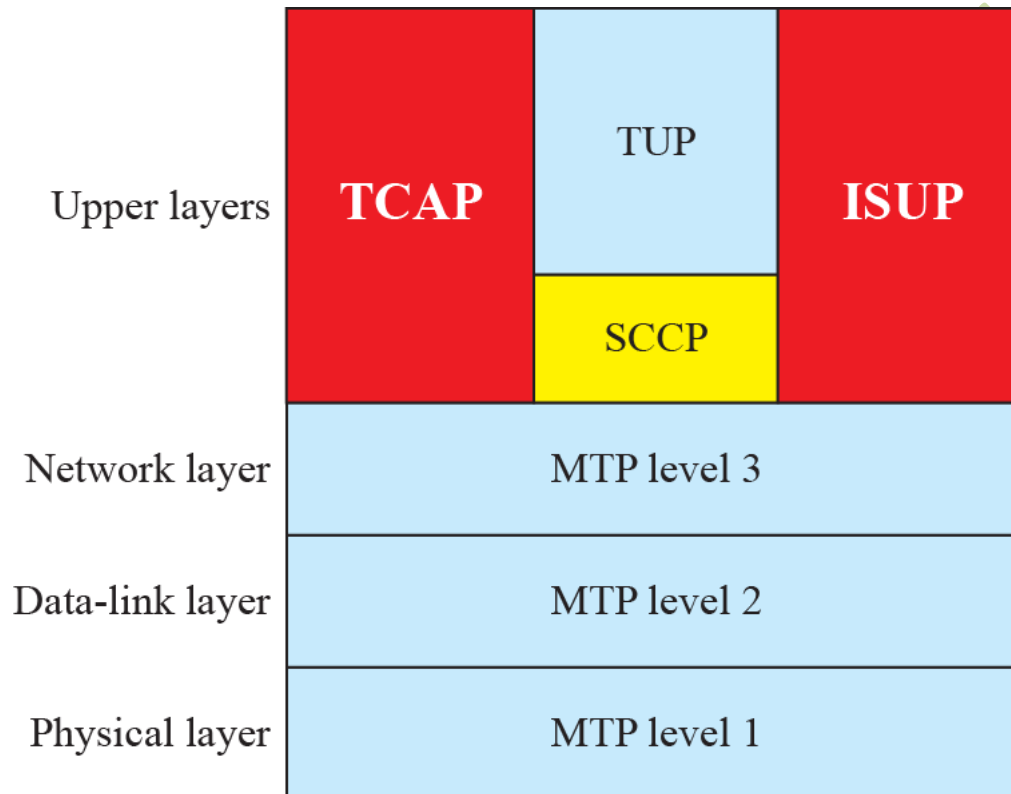 TUP
Upper layers TCAP ISUP
SCCP
Network layer MTP level 3
Data-link layer MTP level 2
Physical layer MTP level 1